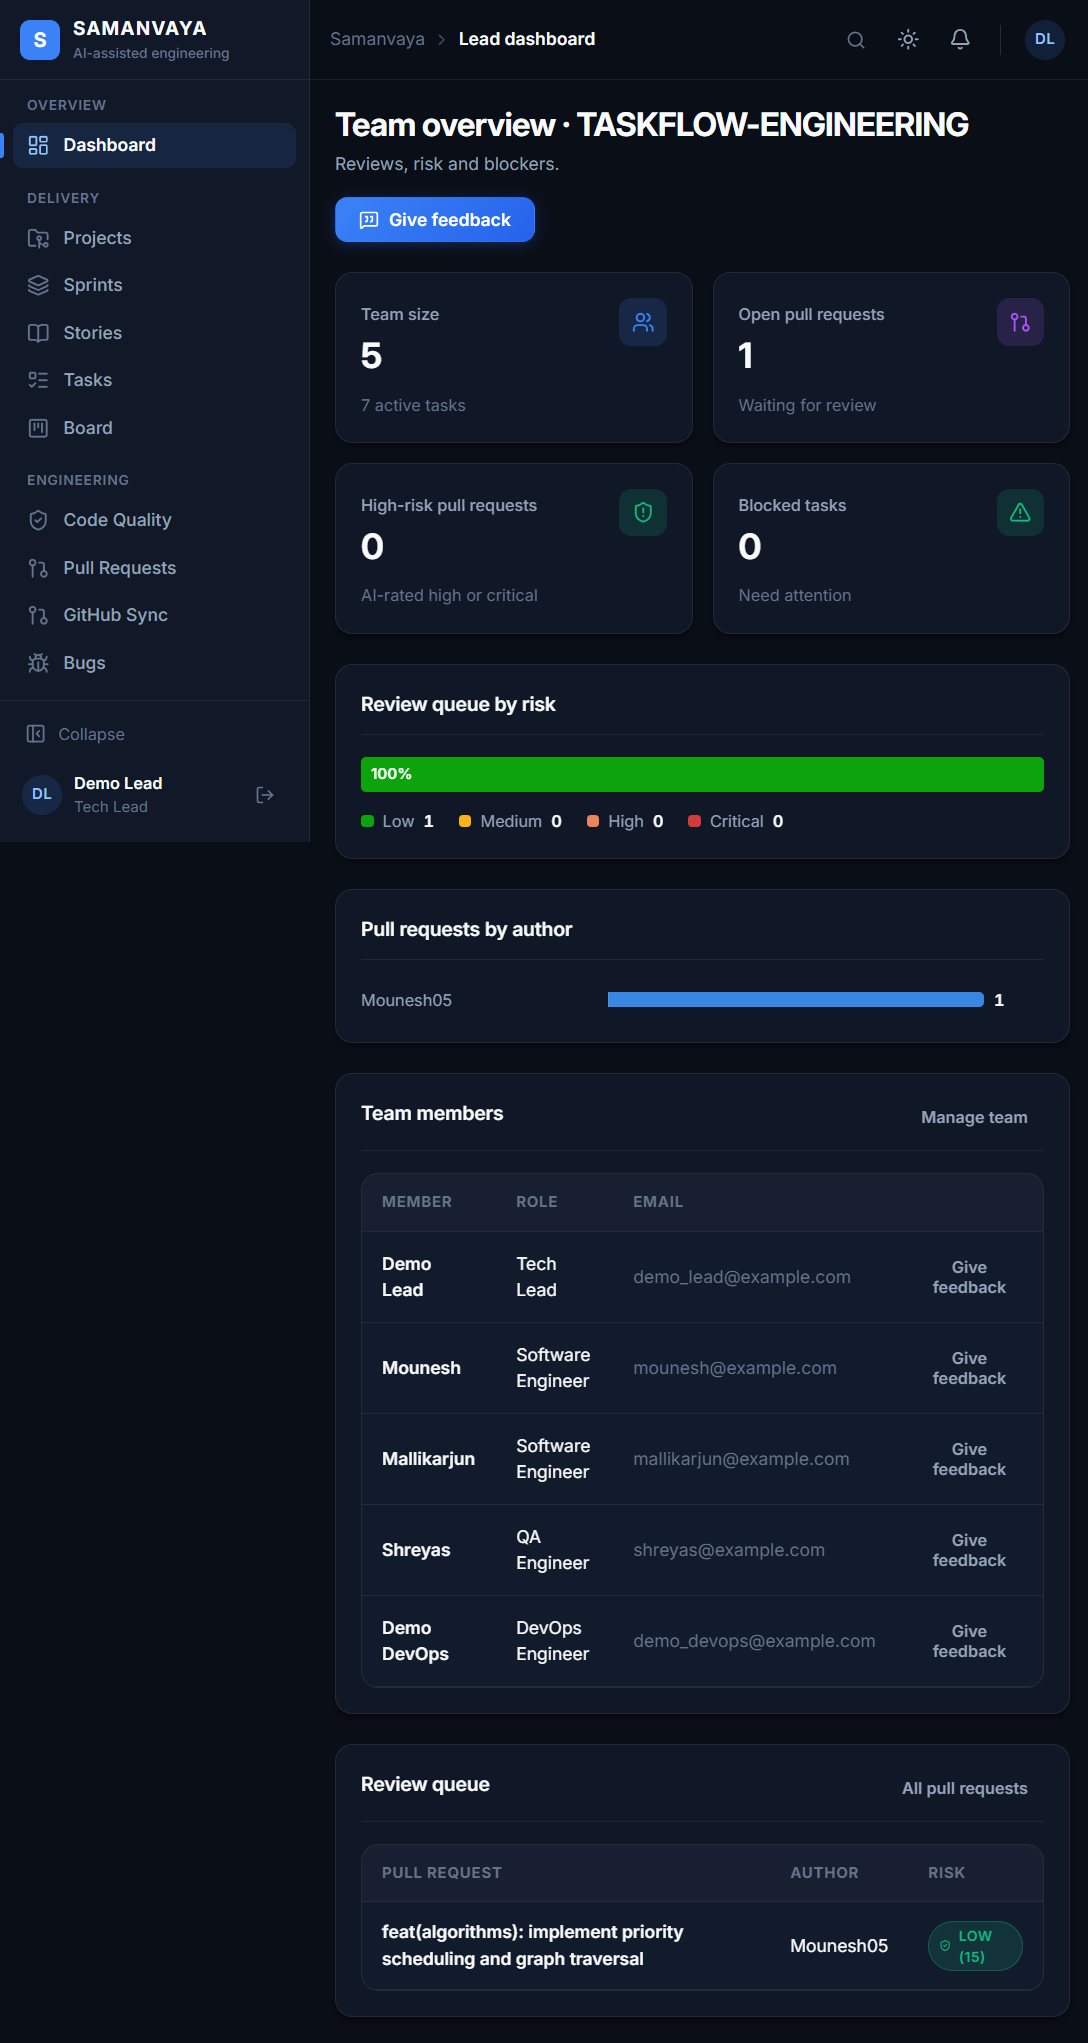 S
SAMANVAYA
AI-assisted engineering
OVERVIEW
Dashboard
DELIVERY
Projects
Sprints
Stories
Tasks
Board
ENGINEERING
Code Quality
Pull Requests
GitHub Sync
Bugs
Collapse
DL
Demo Lead
Tech Lead
Samanvaya > Lead dashboard
DL
Team overview · TASKFLOW-ENGINEERING
Reviews, risk and blockers.
Give feedback
Team size
5
7 active tasks
Open pull requests
1
Waiting for review
High-risk pull requests
0
AI-rated high or critical
Blocked tasks
0
Need attention
Review queue by risk
100%
Low 1 Medium 0 High 0 Critical 0
Pull requests by author
Mounesh05 1
Team members
Manage team
MEMBER ROLE EMAIL
Demo Lead
Tech Lead
demo_lead@example.com
Give feedback
Mounesh
Software Engineer
mounesh@example.com
Give feedback
Mallikarjun
Software Engineer
mallikarjun@example.com
Give feedback
Shreyas
QA Engineer
shreyas@example.com
Give feedback
Demo DevOps
DevOps Engineer
demo_devops@example.com
Give feedback
Review queue
All pull requests
PULL REQUEST AUTHOR RISK
feat(algorithms): implement priority
scheduling and graph traversal
Mounesh05
LOW
(15)